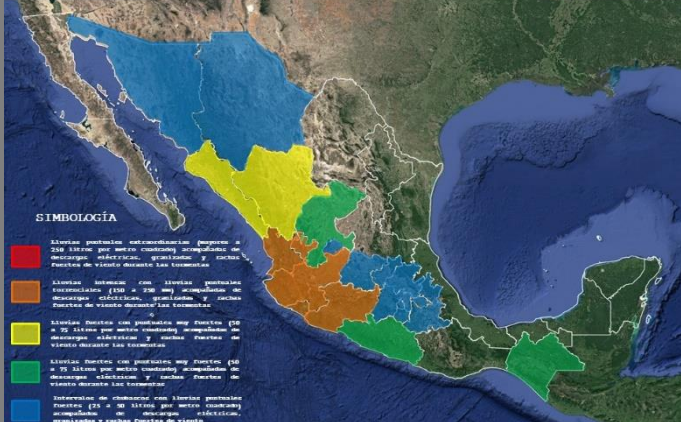 SIMBOLOGÍA
Lluvias puntuales extraordinarias (mayores a
250 litros por metro cuadrado) acompañadas de
descargas eléctricas, granizadas y rachas
fuertes de viento durante las tormentas
Lluvias intensas con lluvias puntuales
torrenciales (150 a 250 mm) acompañadas de
descargas eléctricas, granizadas y rachas
fuertes de viento durante las tormentas
Lluvias fuertes con puntuales muy fuertes (50
a 75 litros por metro cuadrado) acompañadas de
descargas eléctricas y rachas fuertes de
viento durante las tormentas
Lluvias fuertes con puntuales muy fuertes (50
a 75 litros por metro cuadrado) acompañadas de
descargas eléctricas y rachas fuertes de
viento durante las tormentas
Intervalos de chubascos con lluvias puntuales
fuertes (25 a 50 litros por metro cuadrado)
acompañados de descargas eléctricas,
granizadas y rachas fuertes de viento